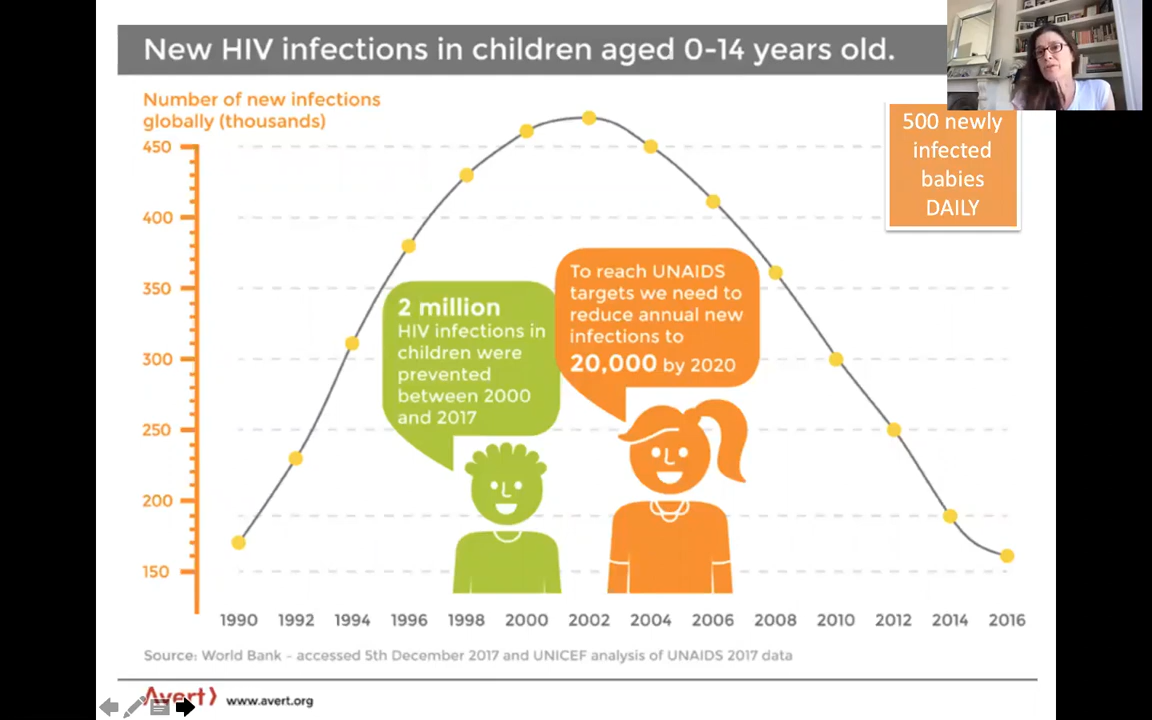 New HIV infections in children aged 0-14 years old.
Number of new infections
globally (thousands)
500 newly
infected
babies
DAILY
450
400
350
300
250
200
150
2 million
HIV infections in
children were
prevented
between 2000
and 2017
To reach UNAIDS
targets we need to
reduce annual new
infections to
20,000 by 2020
1990 1992 1994 1996 1998 2000 2002 2004 2006 2008 2010 2012 2014 2016
Source: World Bank – accessed 5th December 2017 and UNICEF analysis of UNAIDS 2017 data
Avert www.avert.org